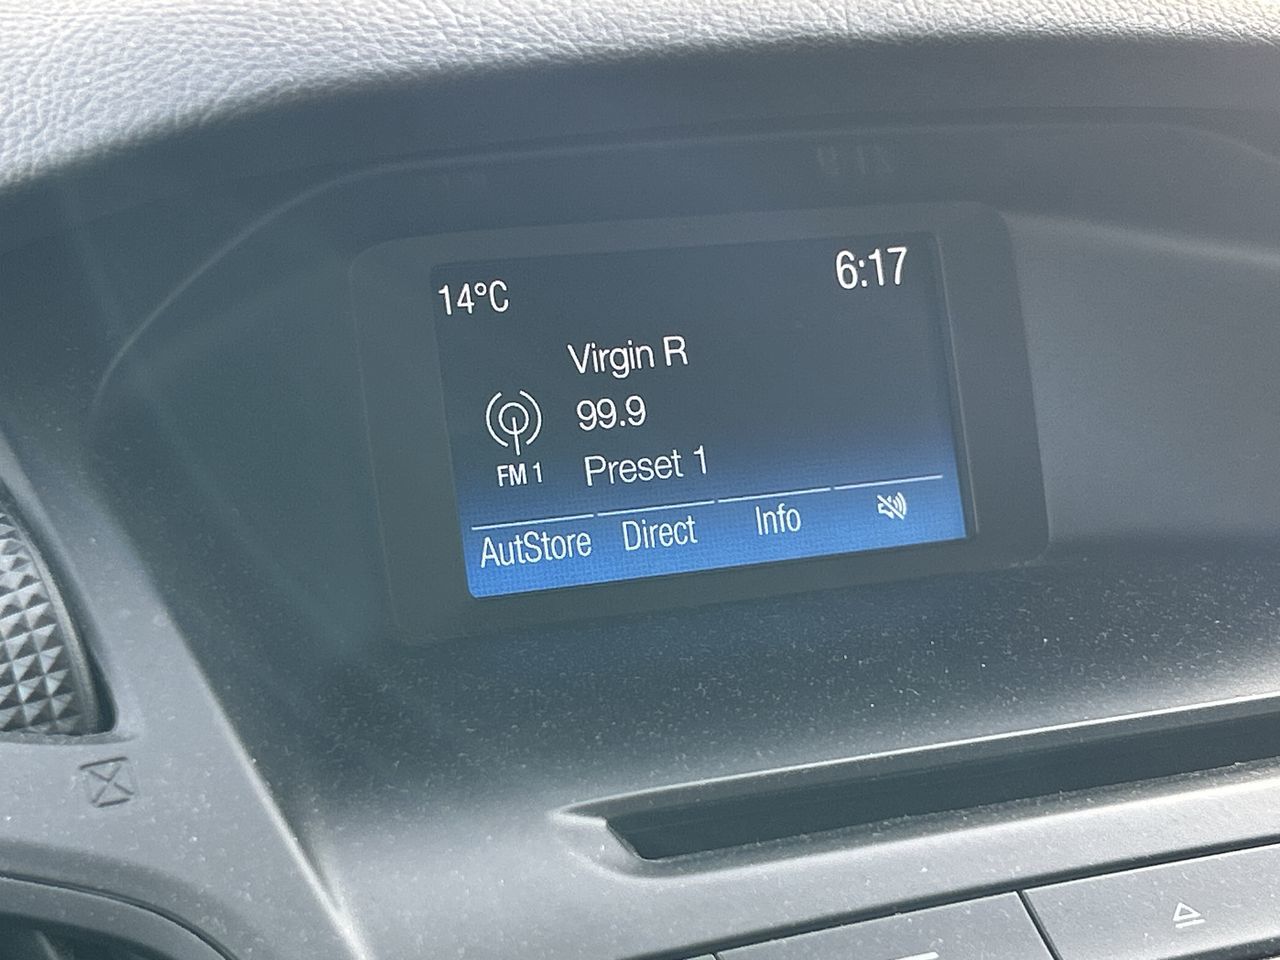 14°C
6:17
Virgin R
99.9
FM 1
Preset 1
AutStore
Direct
Info